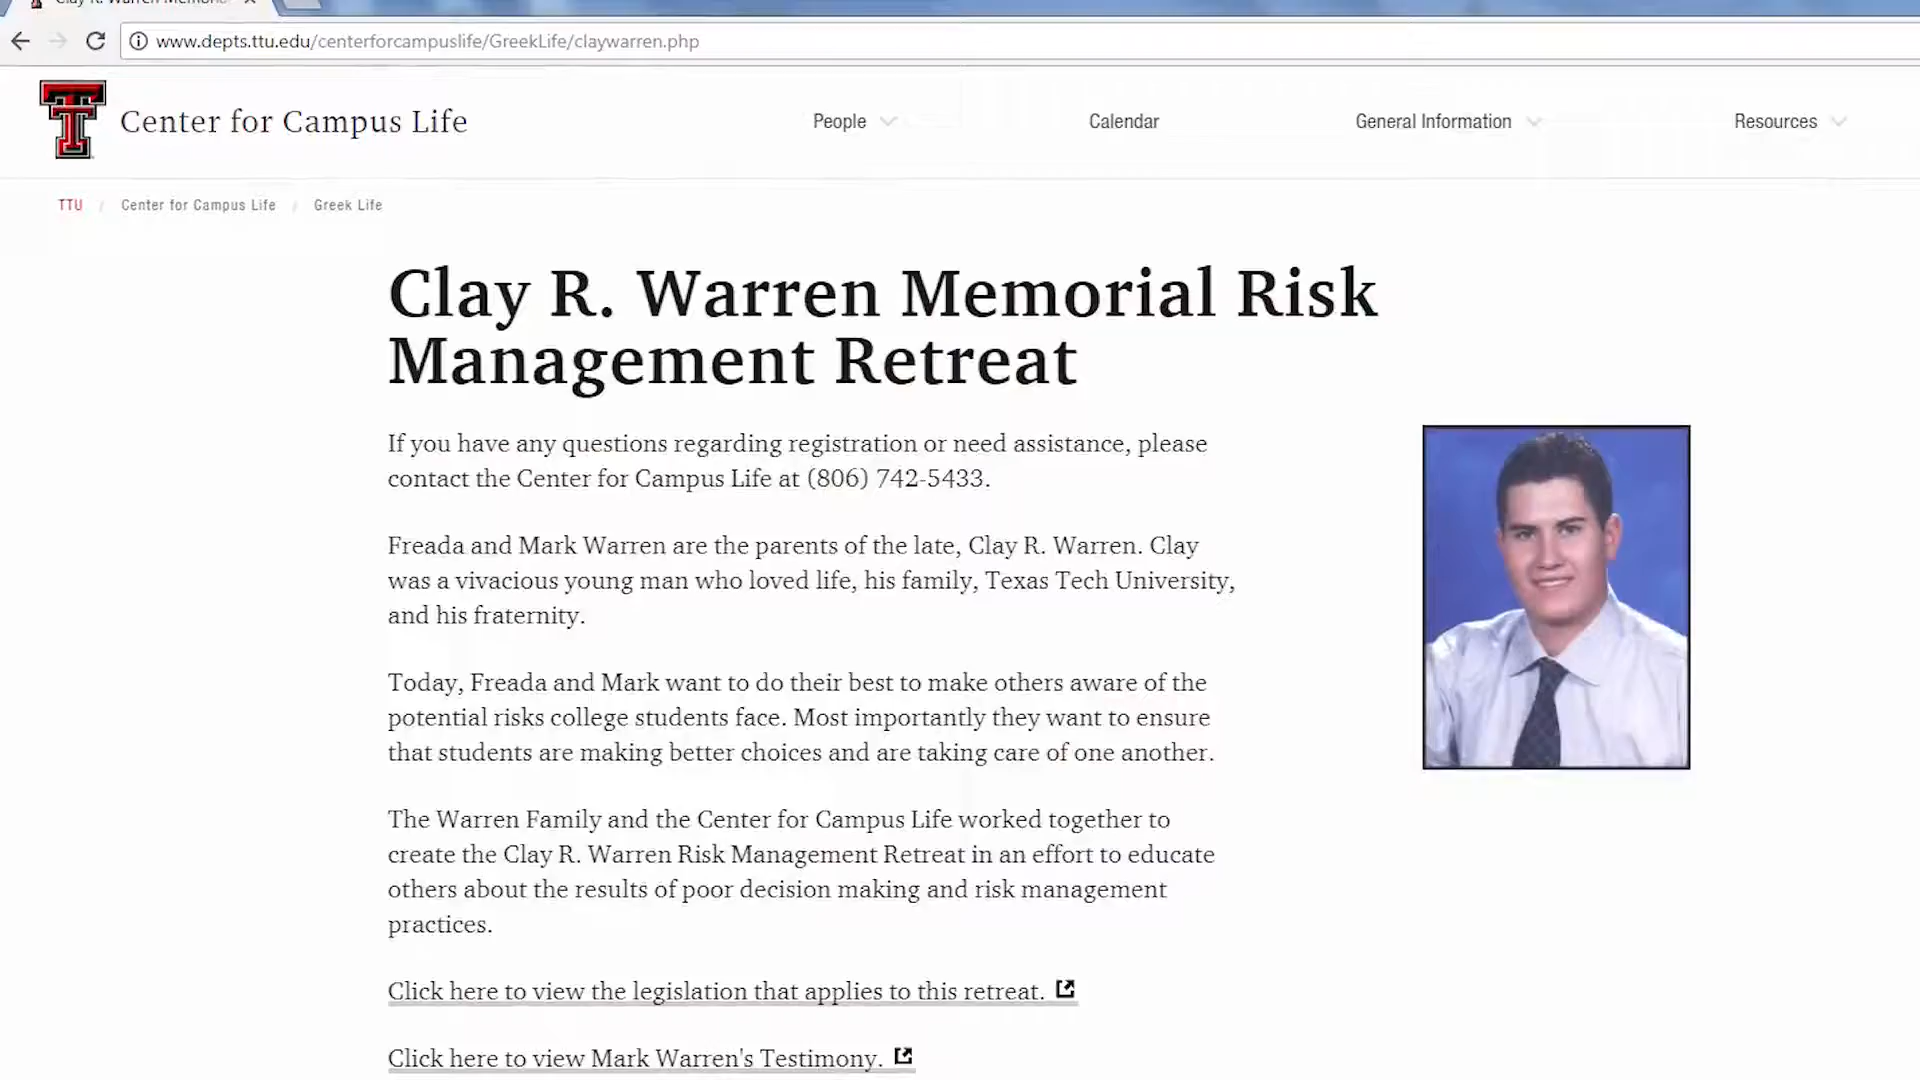 www.depts.ttu.edu/centerforcampuslife/GreekLife/claywarren.php
Center for Campus Life
People
Calendar
General Information
Resources
TTU / Center for Campus Life / Greek Life
Clay R. Warren Memorial Risk
Management Retreat
If you have any questions regarding registration or need assistance, please
contact the Center for Campus Life at (806) 742-5433.
Freada and Mark Warren are the parents of the late, Clay R. Warren. Clay
was a vivacious young man who loved life, his family, Texas Tech University,
and his fraternity.
Today, Freada and Mark want to do their best to make others aware of the
potential risks college students face. Most importantly they want to ensure
that students are making better choices and are taking care of one another.
The Warren Family and the Center for Campus Life worked together to
create the Clay R. Warren Risk Management Retreat in an effort to educate
others about the results of poor decision making and risk management
practices.
Click here to view the legislation that applies to this retreat.
Click here to view Mark Warren's Testimony.